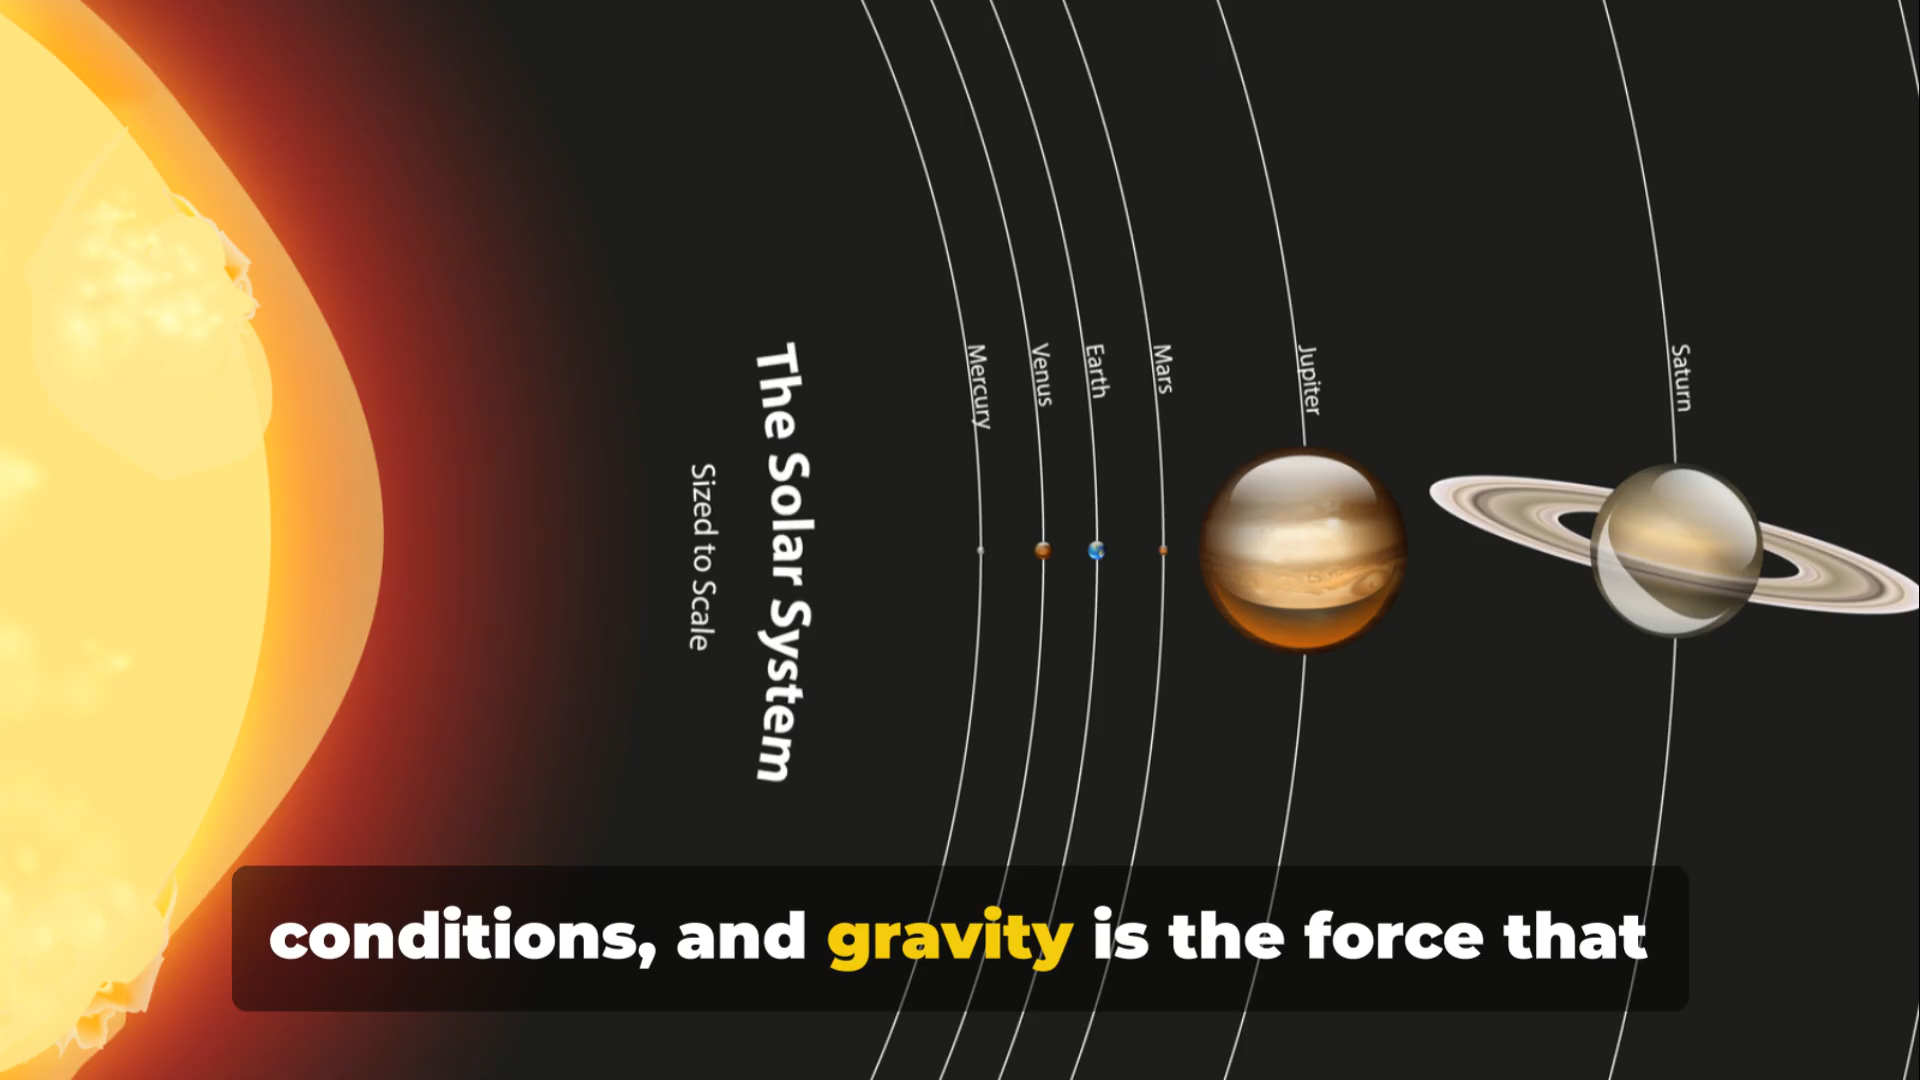 The Solar System
Sized to Scale
Mercury
Venus
Earth
Mars
Jupiter
Saturn
conditions, and gravity is the force that